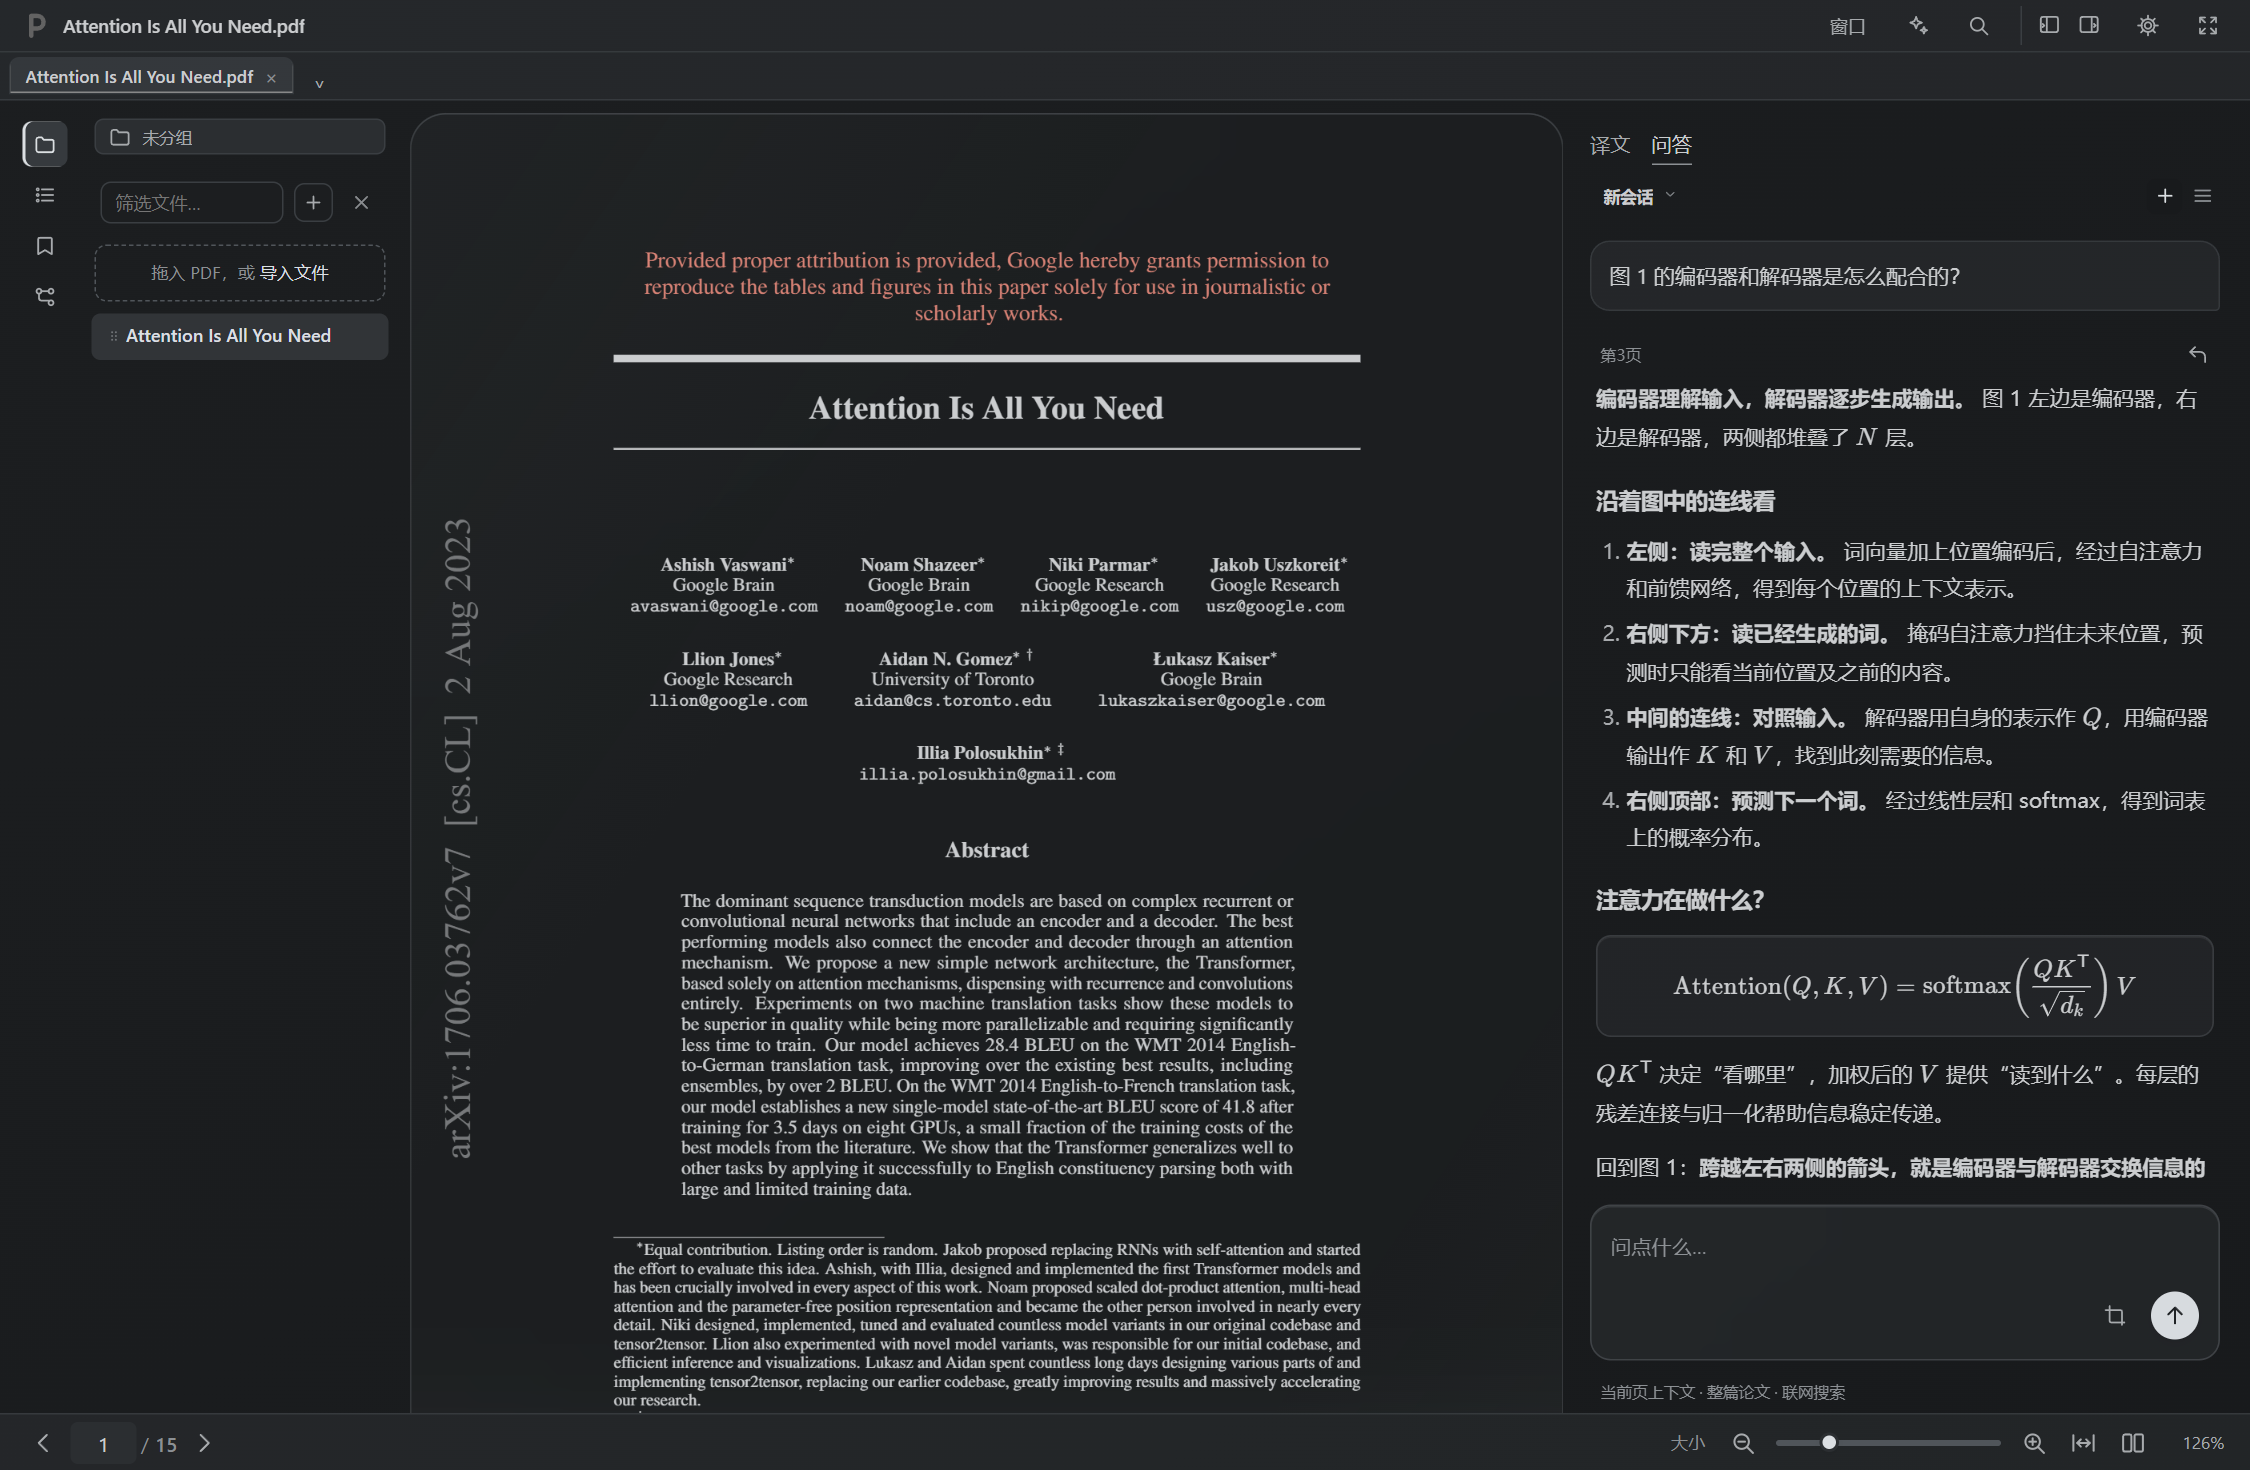 Attention Is All You Need.pdf
窗口
Attention Is All You Need.pdf ×
未分组
筛选文件...
拖入 PDF，或 导入文件
Attention Is All You Need
arXiv:1706.03762v7 [cs.CL] 2 Aug 2023
Provided proper attribution is provided, Google hereby grants permission to
reproduce the tables and figures in this paper solely for use in journalistic or
scholarly works.
Attention Is All You Need
Ashish Vaswani* Noam Shazeer* Niki Parmar* Jakob Uszkoreit*
Google Brain Google Brain Google Research Google Research
avaswani@google.com noam@google.com nikip@google.com usz@google.com
Llion Jones* Aidan N. Gomez* † Łukasz Kaiser*
Google Research University of Toronto Google Brain
llion@google.com aidan@cs.toronto.edu lukaszkaiser@google.com
Illia Polosukhin* ‡
illia.polosukhin@gmail.com
Abstract
The dominant sequence transduction models are based on complex recurrent or
convolutional neural networks that include an encoder and a decoder. The best
performing models also connect the encoder and decoder through an attention
mechanism. We propose a new simple network architecture, the Transformer,
based solely on attention mechanisms, dispensing with recurrence and convolutions
entirely. Experiments on two machine translation tasks show these models to
be superior in quality while being more parallelizable and requiring significantly
less time to train. Our model achieves 28.4 BLEU on the WMT 2014 English-
to-German translation task, improving over the existing best results, including
ensembles, by over 2 BLEU. On the WMT 2014 English-to-French translation task,
our model establishes a new single-model state-of-the-art BLEU score of 41.8 after
training for 3.5 days on eight GPUs, a small fraction of the training costs of the
best models from the literature. We show that the Transformer generalizes well to
other tasks by applying it successfully to English constituency parsing both with
large and limited training data.
*Equal contribution. Listing order is random. Jakob proposed replacing RNNs with self-attention and started
the effort to evaluate this idea. Ashish, with Illia, designed and implemented the first Transformer models and
has been crucially involved in every aspect of this work. Noam proposed scaled dot-product attention, multi-head
attention and the parameter-free position representation and became the other person involved in nearly every
detail. Niki designed, implemented, tuned and evaluated countless model variants in our original codebase and
tensor2tensor. Llion also experimented with novel model variants, was responsible for our initial codebase, and
efficient inference and visualizations. Lukasz and Aidan spent countless long days designing various parts of and
implementing tensor2tensor, replacing our earlier codebase, greatly improving results and massively accelerating
our research.
译文 问答
新会话
图 1 的编码器和解码器是怎么配合的？
第3页
编码器理解输入，解码器逐步生成输出。 图 1 左边是编码器，右
边是解码器，两侧都堆叠了 N 层。
沿着图中的连线看
1. 左侧：读完整个输入。 词向量加上位置编码后，经过自注意力
和前馈网络，得到每个位置的上下文表示。
2. 右侧下方：读已经生成的词。 掩码自注意力挡住未来位置，预
测时只能看当前位置及之前的内容。
3. 中间的连线：对照输入。 解码器用自身的表示作 Q，用编码器
输出作 K 和 V，找到此刻需要的信息。
4. 右侧顶部：预测下一个词。 经过线性层和 softmax，得到词表
上的概率分布。
注意力在做什么？
Attention(Q, K, V) = softmax(QK⊤/√d_k) V
QK⊤ 决定“看哪里”，加权后的 V 提供“读到什么”。每层的
残差连接与归一化帮助信息稳定传递。
回到图 1：跨越左右两侧的箭头，就是编码器与解码器交换信息的
问点什么...
当前页上下文 · 整篇论文 · 联网搜索
1 / 15
大小
126%